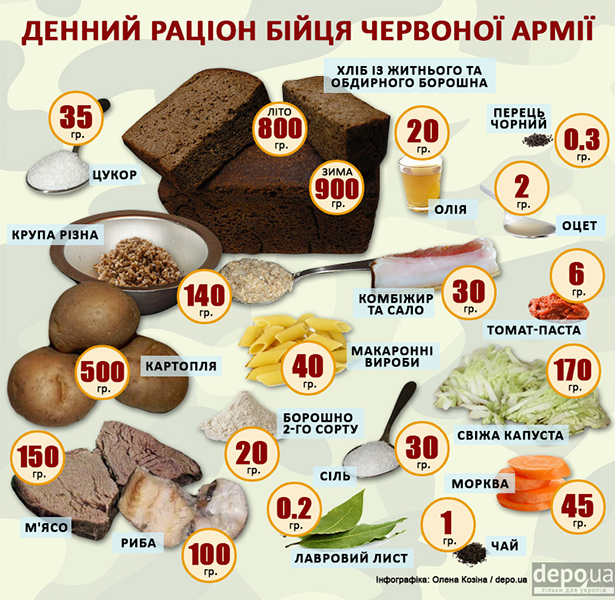 ДЕННИЙ РАЦІОН БІЙЦЯ ЧЕРВОНОЇ АРМІЇ
ХЛІБ ІЗ ЖИТНЬОГО ТА
ОБДИРНОГО БОРОШНА
ЛІТО
800
гр.
ЗИМА
900
гр.
35
гр.
ЦУКОР
20
гр.
ОЛІЯ
ПЕРЕЦЬ
ЧОРНИЙ
0.3
гр.
2
гр.
ОЦЕТ
КРУПА РІЗНА
140
гр.
КОМБІЖИР
ТА САЛО
30
гр.
6
гр.
ТОМАТ-ПАСТА
500
гр.
КАРТОПЛЯ
40
гр.
МАКАРОННІ
ВИРОБИ
170
гр.
СВІЖА КАПУСТА
БОРОШНО
2-ГО СОРТУ
20
гр.
СІЛЬ
30
гр.
МОРКВА
45
гр.
150
гр.
М'ЯСО
РИБА
100
гр.
0.2
гр.
ЛАВРОВИЙ ЛИСТ
1
гр.
ЧАЙ
Інфографіка: Олена Козіна / depo.ua
depo.ua
тільки для укропів